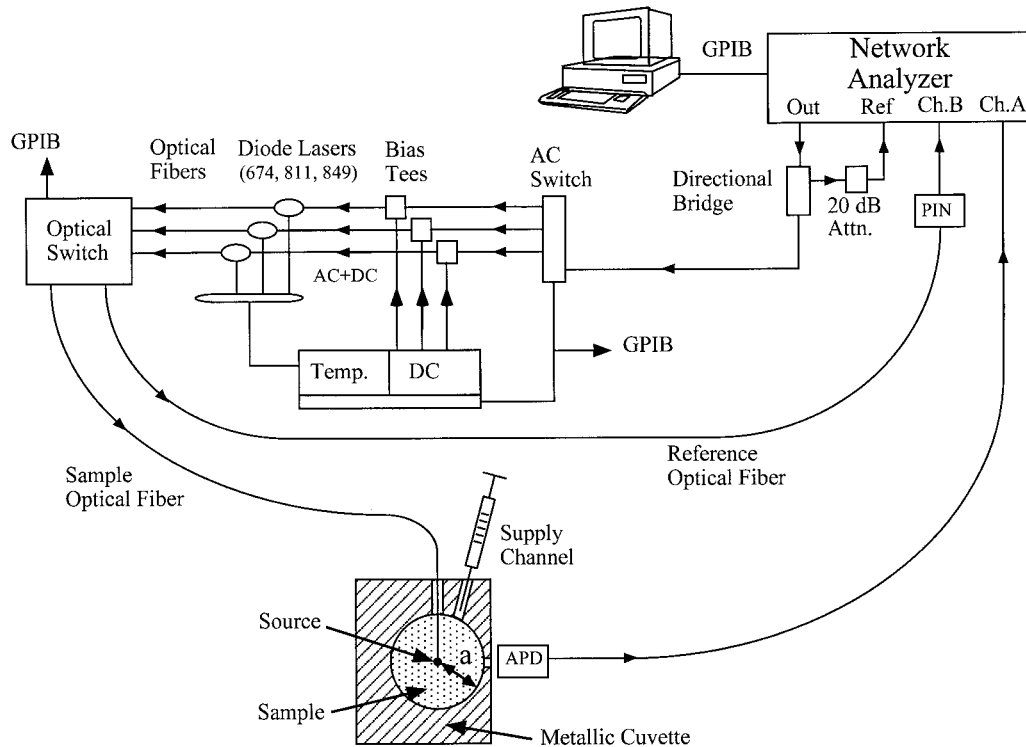 GPIB
Network
Analyzer
Out
Ref
Ch.B
Ch.A
GPIB
Optical
Fibers
Diode Lasers
(674, 811, 849)
Bias
Tees
AC
Switch
Directional
Bridge
20 dB
Attn.
PIN
Optical
Switch
AC+DC
GPIB
Temp.
DC
Sample
Optical Fiber
Reference
Optical Fiber
Supply
Channel
Source
a
APD
Sample
Metallic Cuvette